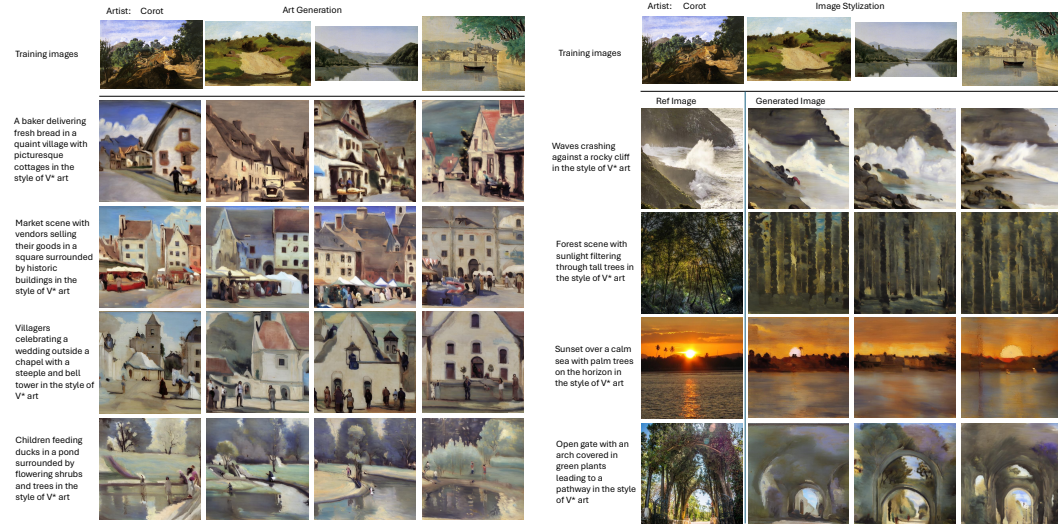 Artist: Corot
Art Generation
Training images
A baker delivering
fresh bread in a
quaint village with
picturesque
cottages in the
style of V* art
Market scene with
vendors selling
their goods in a
square surrounded
by historic
buildings in the
style of V* art
Villagers
celebrating a
wedding outside a
chapel with a
steeple and bell
tower in the style of
V* art
Children feeding
ducks in a pond
surrounded by
flowering shrubs
and trees in the
style of V* art
Artist: Corot
Image Stylization
Training images
Ref Image
Generated Image
Waves crashing
against a rocky cliff
in the style of V* art
Forest scene with
sunlight filtering
through tall trees in
the style of V* art
Sunset over a calm
sea with palm trees
on the horizon in
the style of V* art
Open gate with an
arch covered in
green plants
leading to a
pathway in the style
of V* art